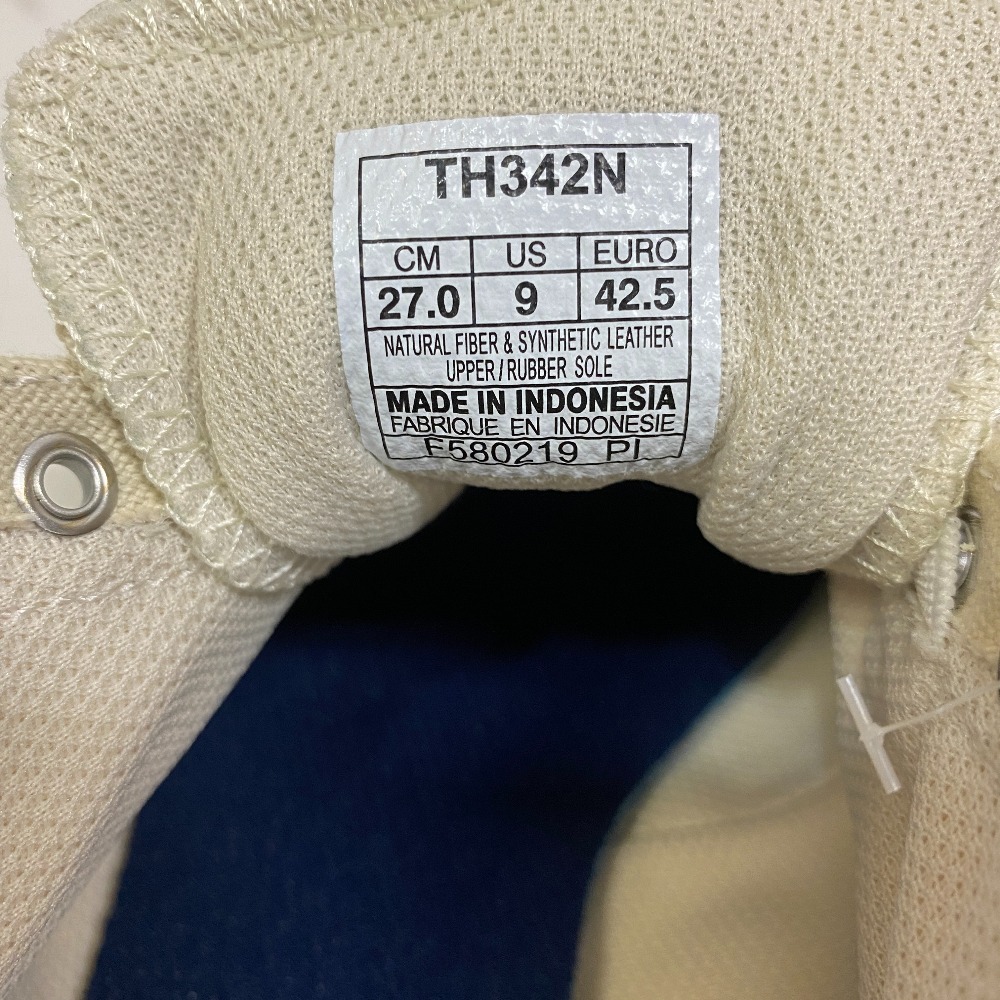 TH342N
CM US EURO
27.0 9 42.5
NATURAL FIBER & SYNTHETIC LEATHER
UPPER/RUBBER SOLE
MADE IN INDONESIA
FABRIQUE EN INDONESIE
F580219 PI